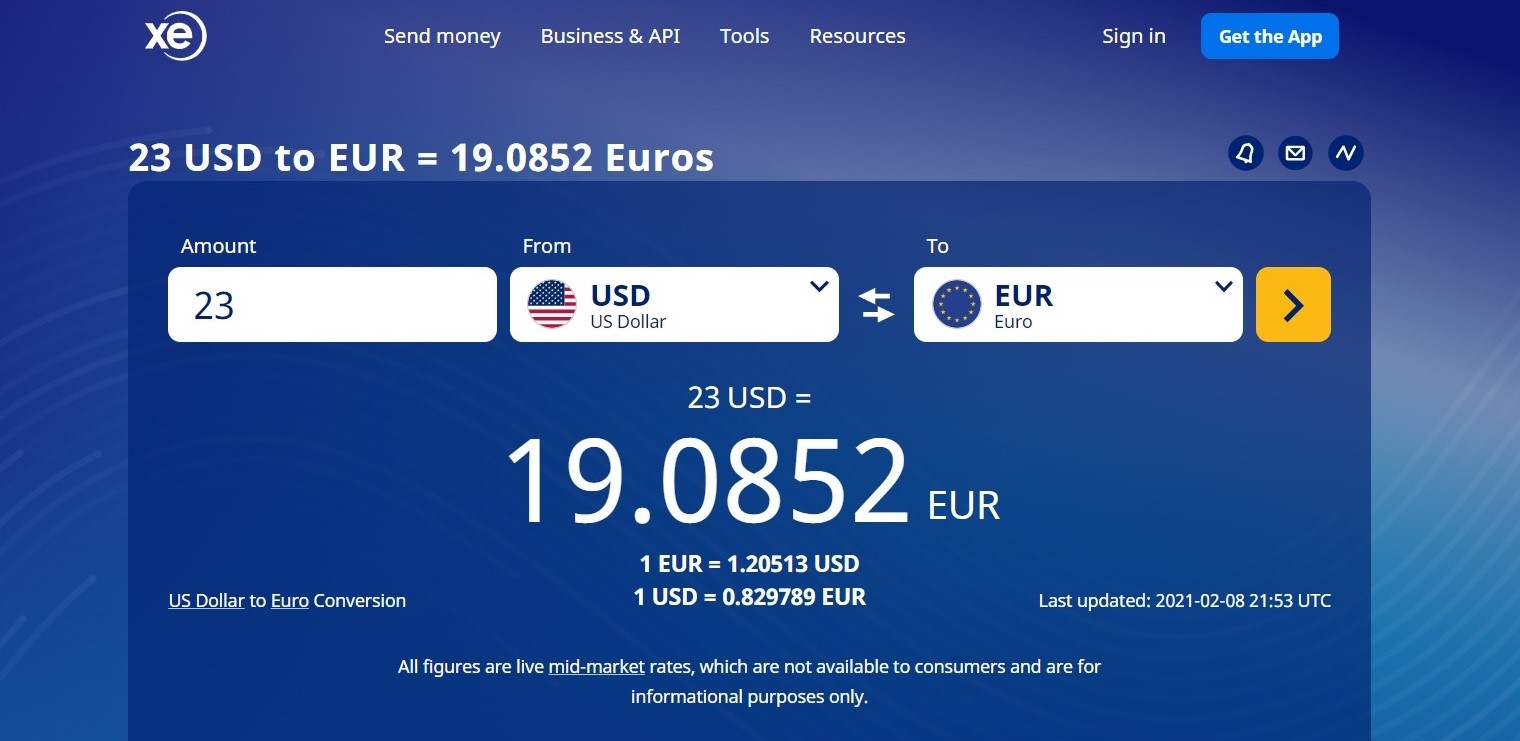 xe Send money Business & API Tools Resources Sign in Get the App
23 USD to EUR = 19.0852 Euros
Amount From To
23 USD EUR
US Dollar Euro
23 USD =
19.0852 EUR
1 EUR = 1.20513 USD
1 USD = 0.829789 EUR
US Dollar to Euro Conversion Last updated: 2021-02-08 21:53 UTC
All figures are live mid-market rates, which are not available to consumers and are for
informational purposes only.